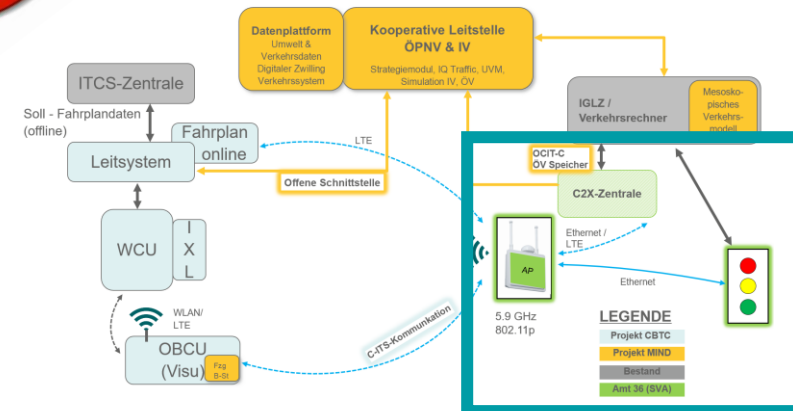 Datenplattform
Umwelt &
Verkehrsdaten
Digitaler Zwilling
Verkehrssystem
Kooperative Leitstelle
ÖPNV & IV
Strategiemodul, IQ Traffic, UVM,
Simulation IV, ÖV
ITCS-Zentrale
Soll - Fahrplandaten
(offline)
Fahrplan
online
Leitsystem
LTE
Offene Schnittstelle
IGLZ /
Verkehrsrechner
Mesosko-
pisches
Verkehrs-
modell
OCIT-C
ÖV Speicher
C2X-Zentrale
WCU
I
X
L
Ethernet /
LTE
AP
Ethernet
5.9 GHz
802.11p
WLAN/
LTE
C-ITS-Kommunkation
OBCU
(Visu)
Fzg
B-St
LEGENDE
Projekt CBTC
Projekt MIND
Bestand
Amt 36 (SVA)